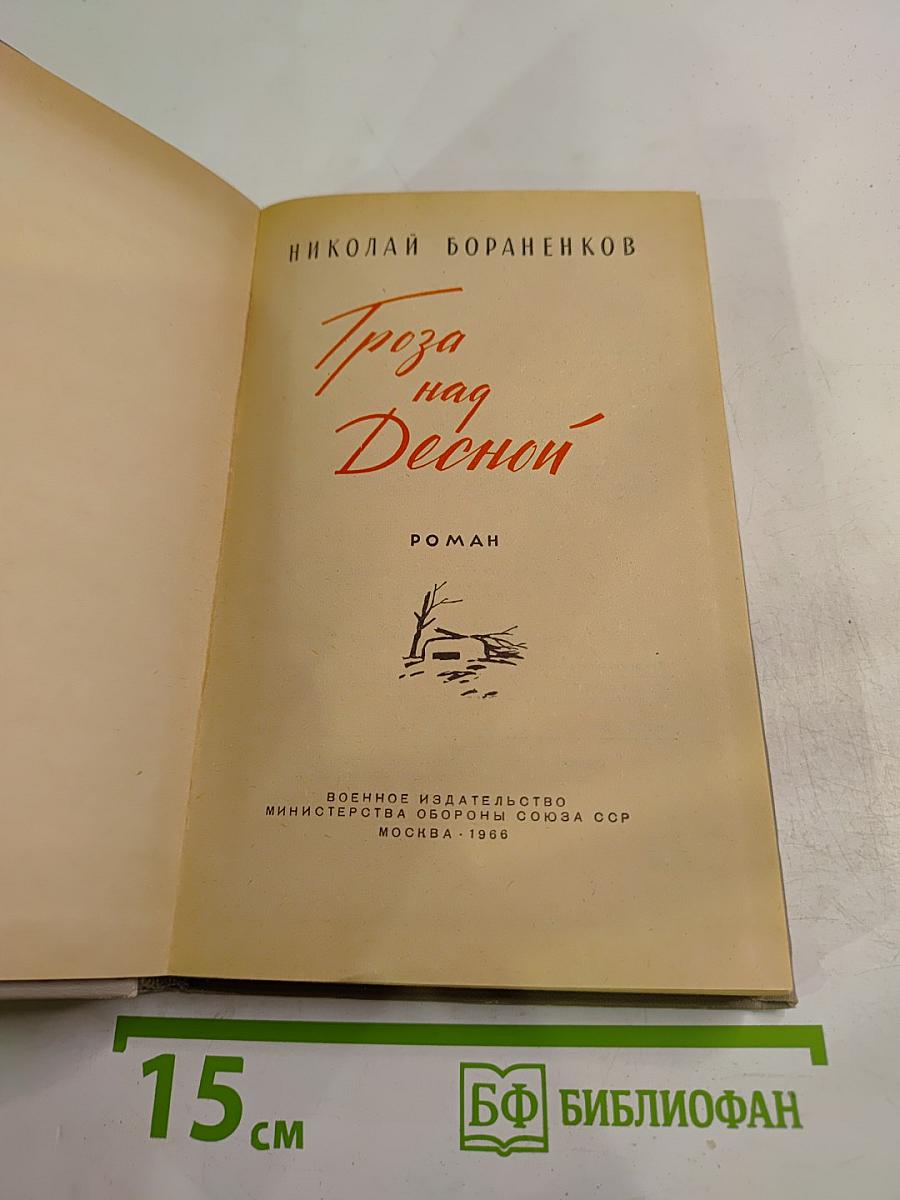 НИКОЛАЙ БОРАНЕНКОВ
Гроза
над
Десной
РОМАН
ВОЕННОЕ ИЗДАТЕЛЬСТВО
МИНИСТЕРСТВА ОБОРОНЫ СОЮЗА ССР
МОСКВА · 1966
15 см
БФ БИБЛИОФАН